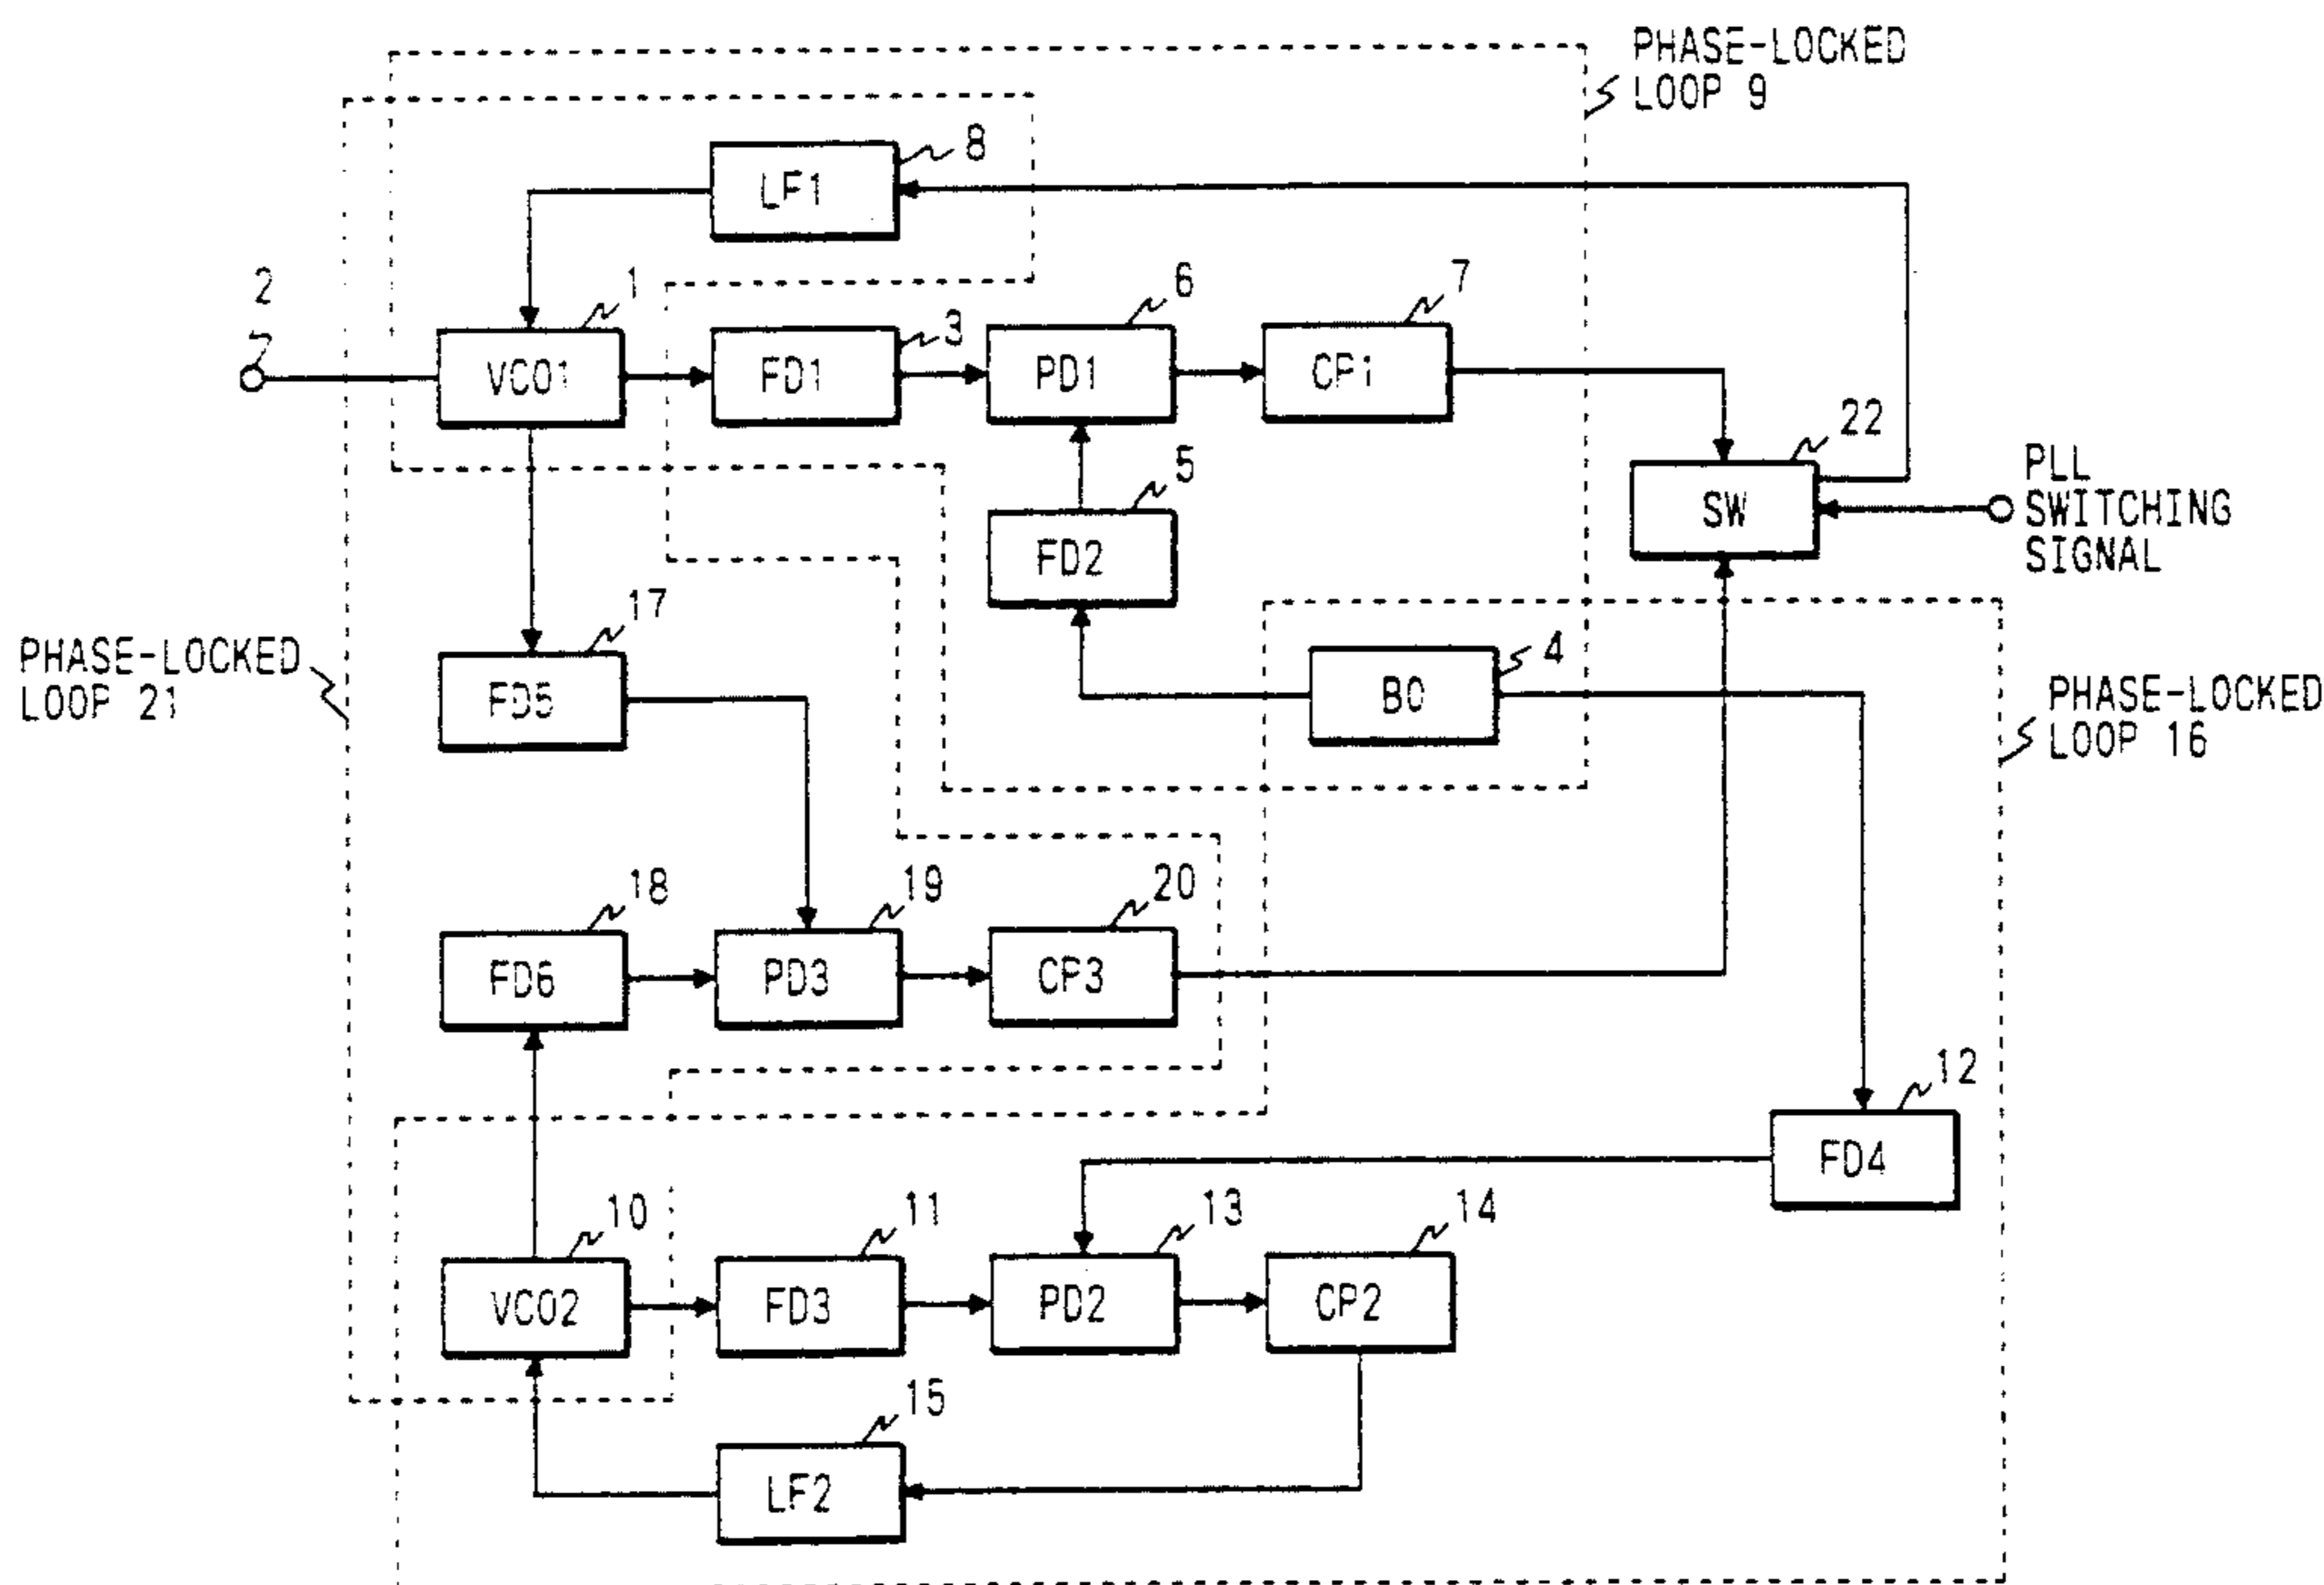 PHASE-LOCKED
LOOP 9
8
LF1
2
1
VCO1
3
FD1
6
PD1
7
CP1
22
SW
PLL
SWITCHING
SIGNAL
5
FD2
17
FD5
4
BO
PHASE-LOCKED
LOOP 21
PHASE-LOCKED
LOOP 16
18
FD6
19
PD3
20
CP3
12
FD4
10
VCO2
11
FD3
13
PD2
14
CP2
15
LF2